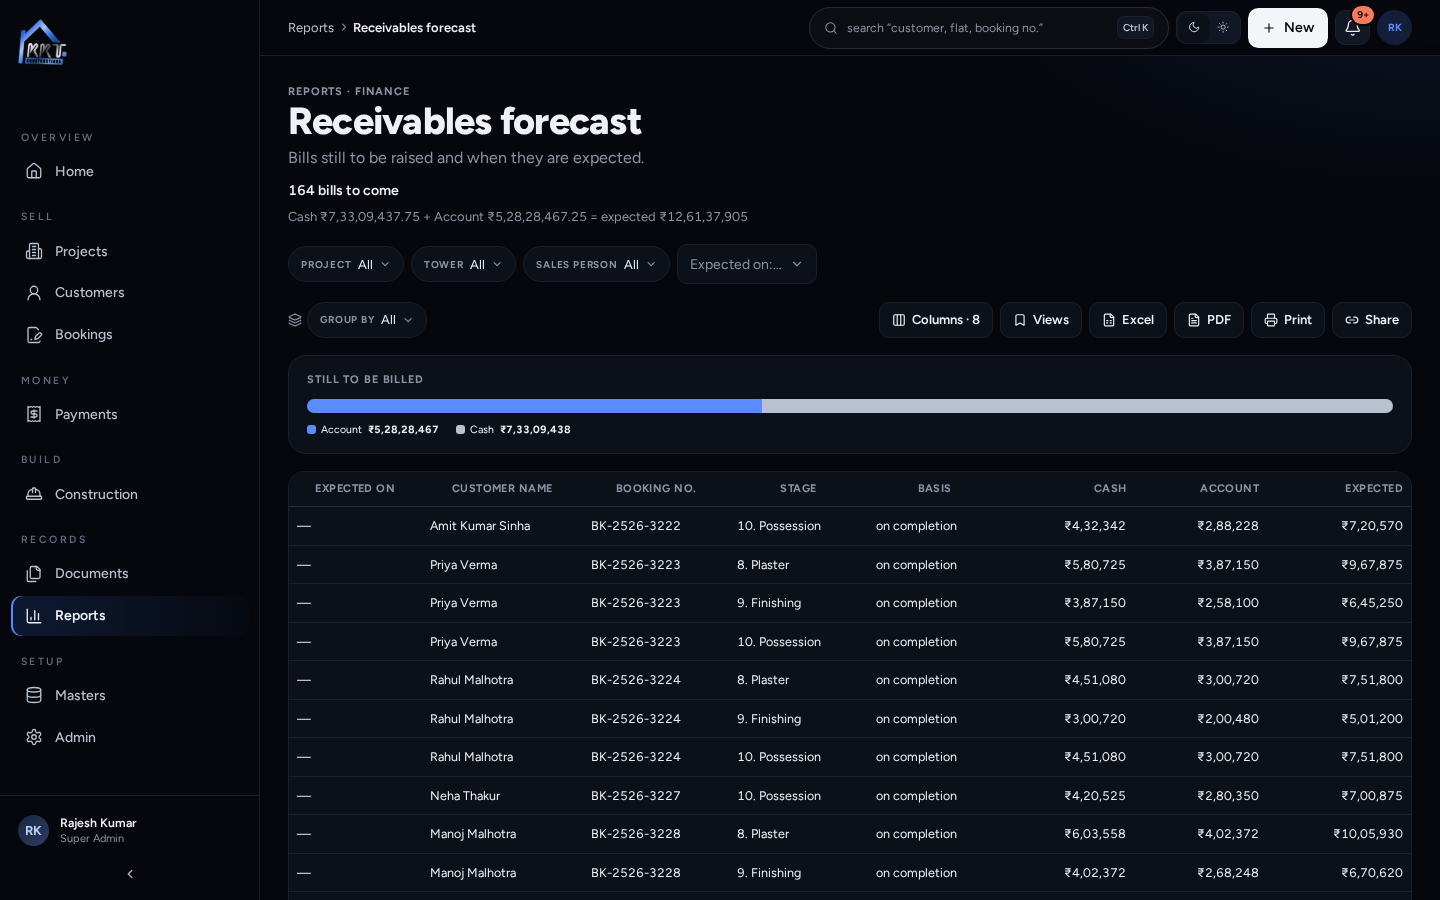 Reports > Receivables forecast
search “customer, flat, booking no.”
Ctrl K
New
9+
RK
OVERVIEW
Home
SELL
Projects
Customers
Bookings
MONEY
Payments
BUILD
Construction
RECORDS
Documents
Reports
SETUP
Masters
Admin
RK
Rajesh Kumar
Super Admin
REPORTS · FINANCE
Receivables forecast
Bills still to be raised and when they are expected.
164 bills to come
Cash ₹7,33,09,437.75 + Account ₹5,28,28,467.25 = expected ₹12,61,37,905
PROJECT All
TOWER All
SALES PERSON All
Expected on:...
GROUP BY All
Columns · 8
Views
Excel
PDF
Print
Share
STILL TO BE BILLED
Account ₹5,28,28,467 Cash ₹7,33,09,438
EXPECTED ON CUSTOMER NAME BOOKING NO. STAGE BASIS CASH ACCOUNT EXPECTED
— Amit Kumar Sinha BK-2526-3222 10. Possession on completion ₹4,32,342 ₹2,88,228 ₹7,20,570
— Priya Verma BK-2526-3223 8. Plaster on completion ₹5,80,725 ₹3,87,150 ₹9,67,875
— Priya Verma BK-2526-3223 9. Finishing on completion ₹3,87,150 ₹2,58,100 ₹6,45,250
— Priya Verma BK-2526-3223 10. Possession on completion ₹5,80,725 ₹3,87,150 ₹9,67,875
— Rahul Malhotra BK-2526-3224 8. Plaster on completion ₹4,51,080 ₹3,00,720 ₹7,51,800
— Rahul Malhotra BK-2526-3224 9. Finishing on completion ₹3,00,720 ₹2,00,480 ₹5,01,200
— Rahul Malhotra BK-2526-3224 10. Possession on completion ₹4,51,080 ₹3,00,720 ₹7,51,800
— Neha Thakur BK-2526-3227 10. Possession on completion ₹4,20,525 ₹2,80,350 ₹7,00,875
— Manoj Malhotra BK-2526-3228 8. Plaster on completion ₹6,03,558 ₹4,02,372 ₹10,05,930
— Manoj Malhotra BK-2526-3228 9. Finishing on completion ₹4,02,372 ₹2,68,248 ₹6,70,620